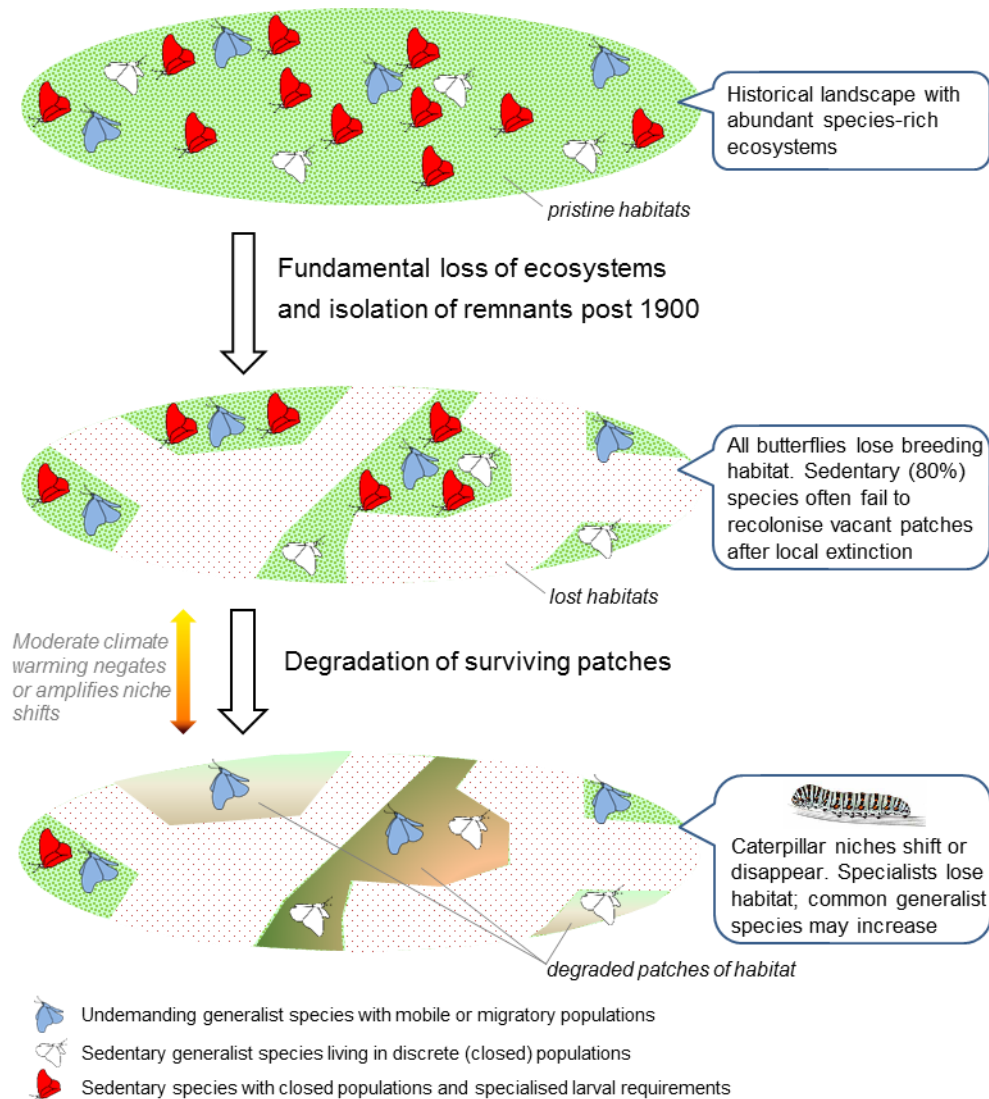 Historical landscape with
abundant species-rich
ecosystems
pristine habitats
Fundamental loss of ecosystems
and isolation of remnants post 1900
All butterflies lose breeding
habitat. Sedentary (80%)
species often fail to
recolonise vacant patches
after local extinction
lost habitats
Moderate climate
warming negates
or amplifies niche
shifts
Degradation of surviving patches
Caterpillar niches shift or
disappear. Specialists lose
habitat; common generalist
species may increase
degraded patches of habitat
Undemanding generalist species with mobile or migratory populations
Sedentary generalist species living in discrete (closed) populations
Sedentary species with closed populations and specialised larval requirements